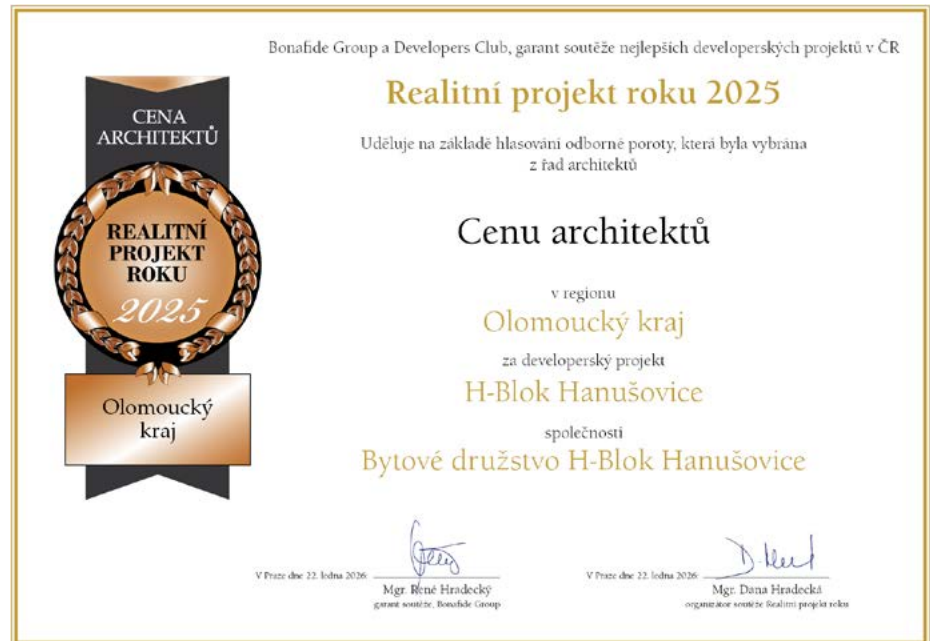 Bonafide Group a Developers Club, garant soutěže nejlepších developerských projektů v ČR
Realitní projekt roku 2025
Uděluje na základě hlasování odborné poroty, která byla vybrána
z řad architektů
Cenu architektů
v regionu
Olomoucký kraj
za developerský projekt
H-Blok Hanušovice
společnosti
Bytové družstvo H-Blok Hanušovice
CENA
ARCHITEKTŮ
REALITNÍ
PROJEKT
ROKU
2025
Olomoucký
kraj
V Praze dne 22. ledna 2026:
Mgr. René Hradecký
garant soutěže, Bonafide Group
V Praze dne 22. ledna 2026:
Mgr. Dana Hradecká
organizátor soutěže Realitní projekt roku